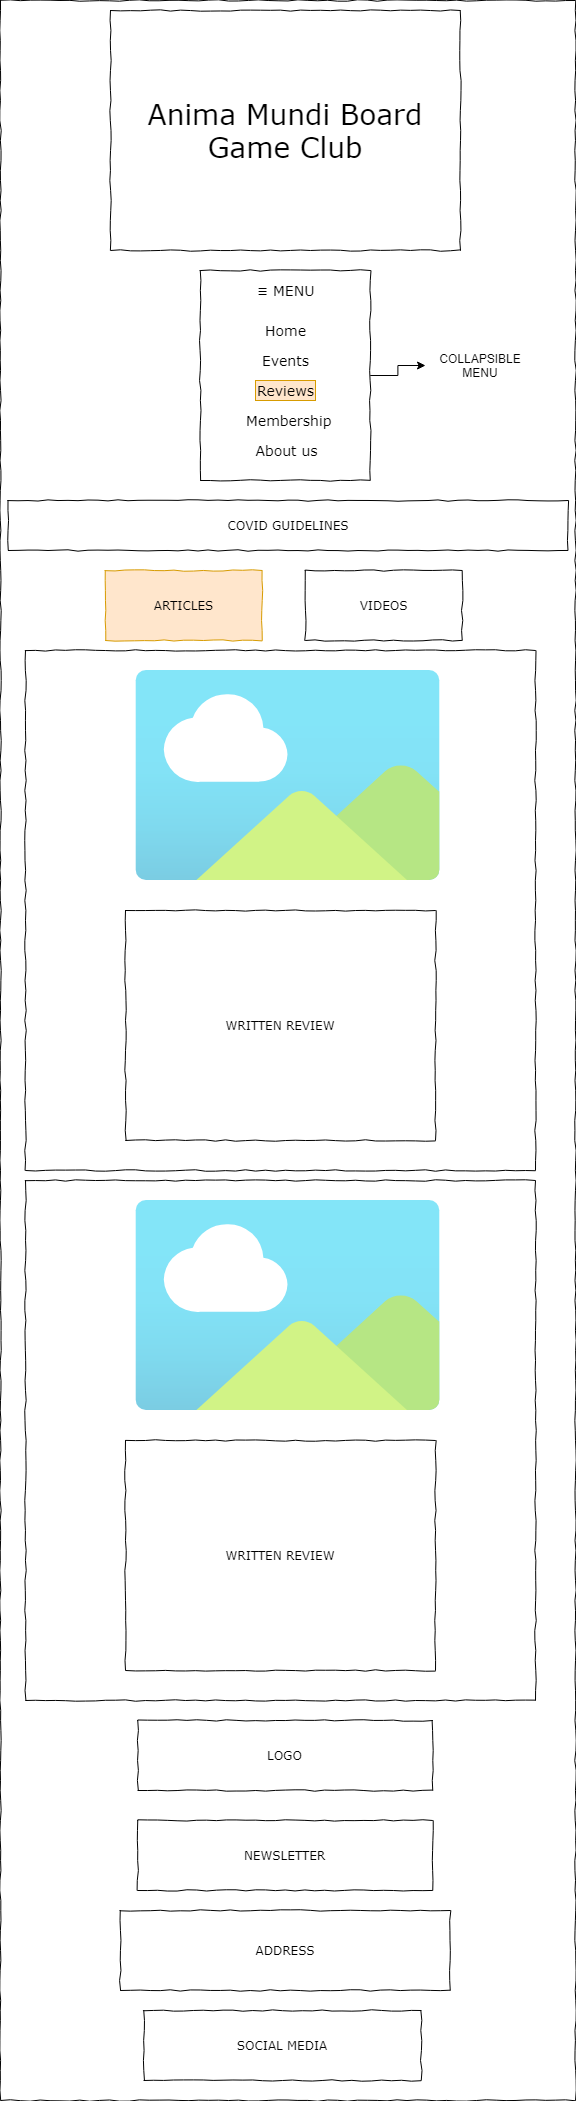 Anima Mundi Board
Game Club
≡ MENU
Home
Events
Reviews
Membership
About us
COLLAPSIBLE
MENU
COVID GUIDELINES
ARTICLES
VIDEOS
WRITTEN REVIEW
WRITTEN REVIEW
LOGO
NEWSLETTER
ADDRESS
SOCIAL MEDIA